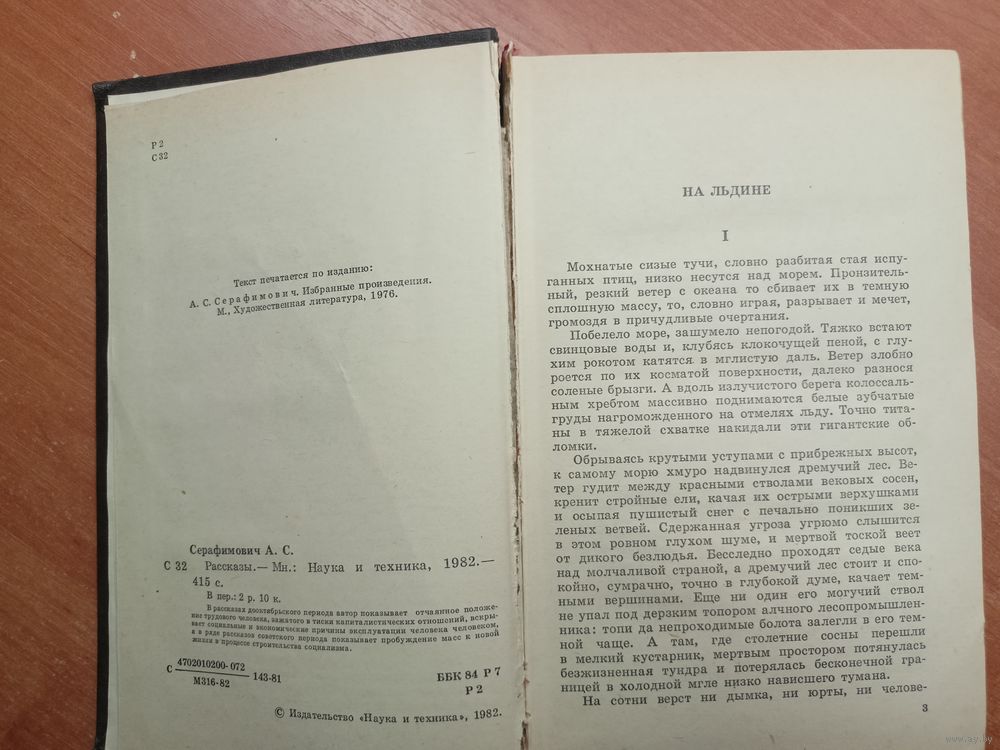 Р 2
С 32
Текст печатается по изданию:
А. С. Серафимович. Избранные произведения.
М., Художественная литература, 1976.
Серафимович А. С.
С 32 Рассказы.— Мн.: Наука и техника, 1982.—
415 с.
В пер.: 2 р. 10 к.
В рассказах дооктябрьского периода автор показывает отчаянное положе-
ние трудового человека, зажатого в тиски капиталистических отношений, вскры-
вает социальные и экономические причины эксплуатации человека человеком,
а в ряде рассказов советского периода показывает пробуждение масс к новой
жизни в процессе строительства социализма.
С 4702010200-072 143-81
М316-82
ББК 84 Р 7
Р 2
© Издательство «Наука и техника», 1982.
НА ЛЬДИНЕ
I
Мохнатые сизые тучи, словно разбитая стая испу-
ганных птиц, низко несутся над морем. Пронзитель-
ный, резкий ветер с океана то сбивает их в темную
сплошную массу, то, словно играя, разрывает и мечет,
громоздя в причудливые очертания.
Побелело море, зашумело непогодой. Тяжко встают
свинцовые воды и, клубясь клокочущей пеной, с глу-
хим рокотом катятся в мглистую даль. Ветер злобно
роется по их косматой поверхности, далеко разнося
соленые брызги. А вдоль излучистого берега колоссаль-
ным хребтом массивно поднимаются белые зубчатые
груды нагроможденного на отмелях льду. Точно тита-
ны в тяжелой схватке накидали эти гигантские об-
ломки.
Обрываясь крутыми уступами с прибрежных высот,
к самому морю хмуро надвинулся дремучий лес. Ве-
тер гудит между красными стволами вековых сосен,
кренит стройные ели, качая их острыми верхушками
и осыпая пушистый снег с печально поникших зе-
леных ветвей. Сдержанная угроза угрюмо слышится
в этом ровном глухом шуме, и мертвой тоской веет
от дикого безлюдья. Бесследно проходят седые века
над молчаливой страной, а дремучий лес стоит и спо-
койно, сумрачно, точно в глубокой думе, качает тем-
ными вершинами. Еще ни один его могучий ствол
не упал под дерзким топором алчного лесопромышлен-
ника: топи да непроходимые болота залегли в его тем-
ной чаще. А там, где столетние сосны перешли
в мелкий кустарник, мертвым простором потянулась
безжизненная тундра и потерялась бесконечной гра-
ницей в холодной мгле низко нависшего тумана.
На сотни верст ни дымка, ни юрты, ни челове-
3
www.ay.by